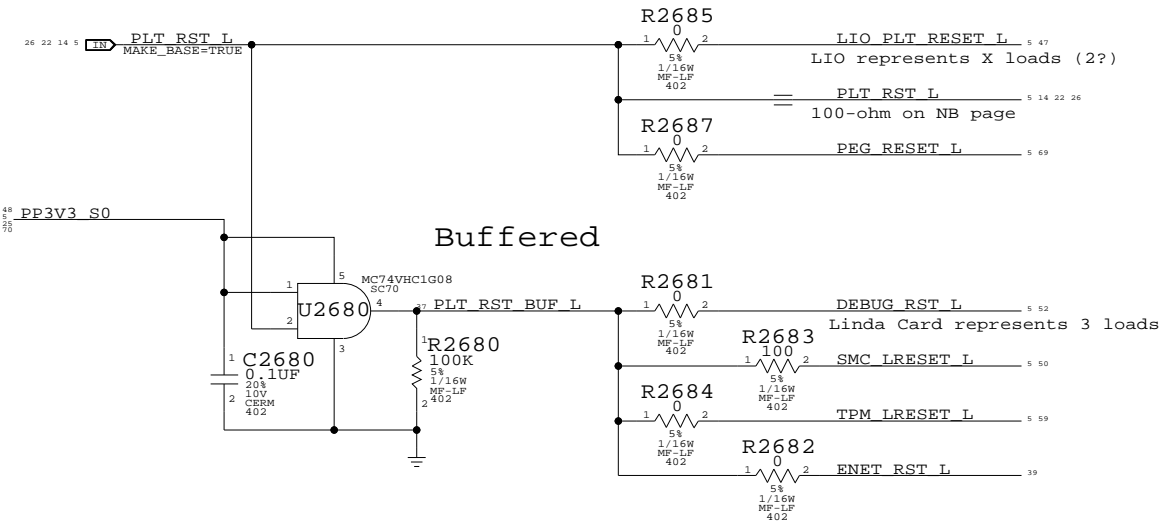 R2685
0
26 22 14 5 IN PLT_RST_L 1 2 LIO_PLT_RESET_L 5 47
MAKE_BASE=TRUE 5% LIO represents X loads (2?)
1/16W
MF-LF
402
PLT_RST_L 5 14 22 26
100-ohm on NB page
R2687
0
1 2 PEG_RESET_L 5 69
5%
1/16W
MF-LF
402
48
5
25
70
PP3V3_S0
Buffered
5 MC74VHC1G08
SC70
1
U2680 4
2
3
37 PLT_RST_BUF_L
R2681
0
1 2 DEBUG_RST_L 5 52
5% Linda Card represents 3 loads
1/16W
MF-LF
402
1 C2680
0.1UF
20%
10V
2 CERM
402
1 R2680
100K
5%
1/16W
MF-LF
2 402
R2683
100
1 2 SMC_LRESET_L 5 50
5%
1/16W
MF-LF
402
R2684
0
1 2 TPM_LRESET_L 5 59
5%
1/16W
MF-LF
402
R2682
0
1 2 ENET_RST_L 39
5%
1/16W
MF-LF
402